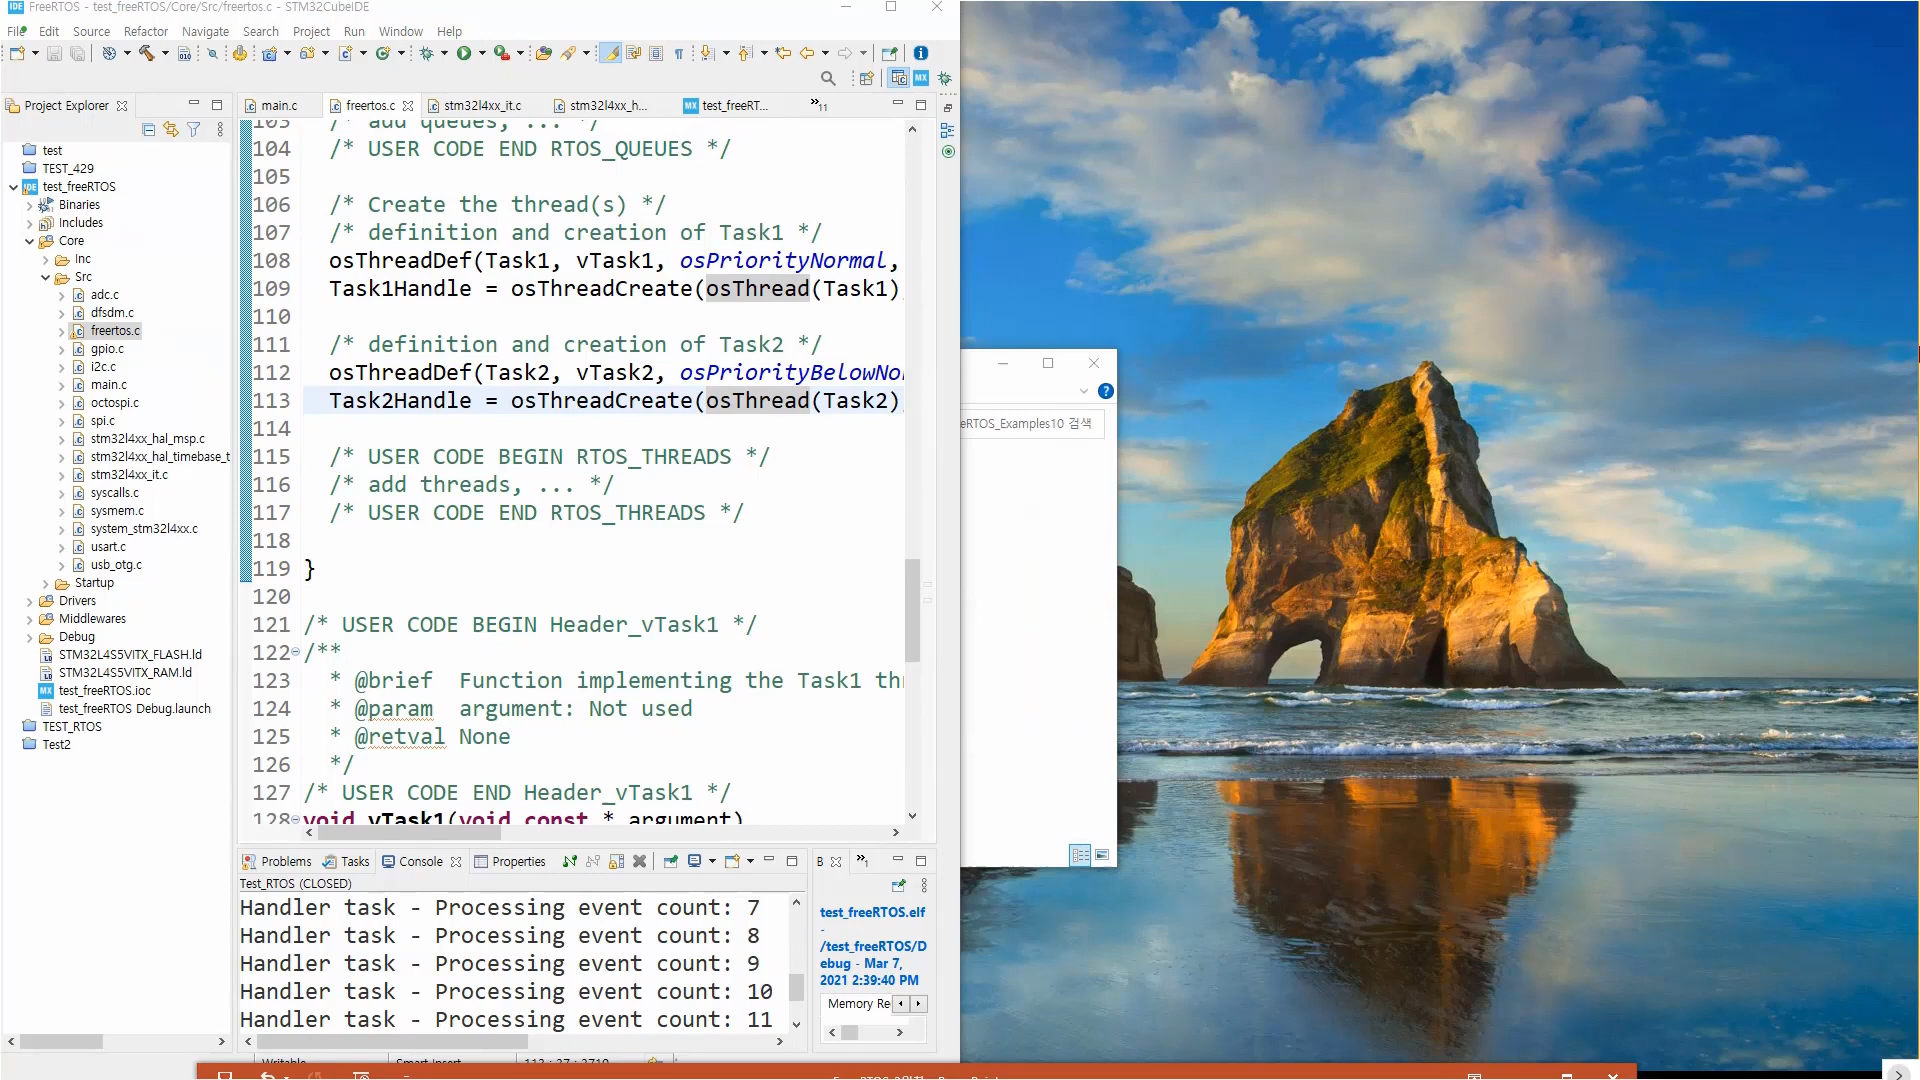 FreeRTOS - test_freeRTOS/Core/Src/freertos.c - STM32CubeIDE
File Edit Source Refactor Navigate Search Project Run Window Help
Project Explorer
main.c
freertos.c
stm32l4xx_it.c
stm32l4xx_h...
test_freeRT...
11
test
TEST_429
test_freeRTOS
Binaries
Includes
Core
Inc
Src
adc.c
dfsdm.c
freertos.c
gpio.c
i2c.c
main.c
octospi.c
spi.c
stm32l4xx_hal_msp.c
stm32l4xx_hal_timebase_t
stm32l4xx_it.c
syscalls.c
sysmem.c
system_stm32l4xx.c
usart.c
usb_otg.c
Startup
Drivers
Middlewares
Debug
STM32L4S5VITX_FLASH.ld
STM32L4S5VITX_RAM.ld
test_freeRTOS.ioc
test_freeRTOS Debug.launch
TEST_RTOS
Test2
103 /* add queues, ... */
104 /* USER CODE END RTOS_QUEUES */
105
106 /* Create the thread(s) */
107 /* definition and creation of Task1 */
108 osThreadDef(Task1, vTask1, osPriorityNormal,
109 Task1Handle = osThreadCreate(osThread(Task1)
110
111 /* definition and creation of Task2 */
112 osThreadDef(Task2, vTask2, osPriorityBelowNo
113 Task2Handle = osThreadCreate(osThread(Task2)
114
115 /* USER CODE BEGIN RTOS_THREADS */
116 /* add threads, ... */
117 /* USER CODE END RTOS_THREADS */
118
119 }
120
121 /* USER CODE BEGIN Header_vTask1 */
122 /**
123 * @brief Function implementing the Task1 th
124 * @param argument: Not used
125 * @retval None
126 */
127 /* USER CODE END Header_vTask1 */
128 void vTask1(void const * argument)
Problems Tasks Console Properties
Test_RTOS (CLOSED)
Handler task - Processing event count: 7
Handler task - Processing event count: 8
Handler task - Processing event count: 9
Handler task - Processing event count: 10
Handler task - Processing event count: 11
B
1
test_freeRTOS.elf
-
/test_freeRTOS/D
ebug - Mar 7,
2021 2:39:40 PM
Memory Re
eRTOS_Examples10 검색
Writable Smart Insert